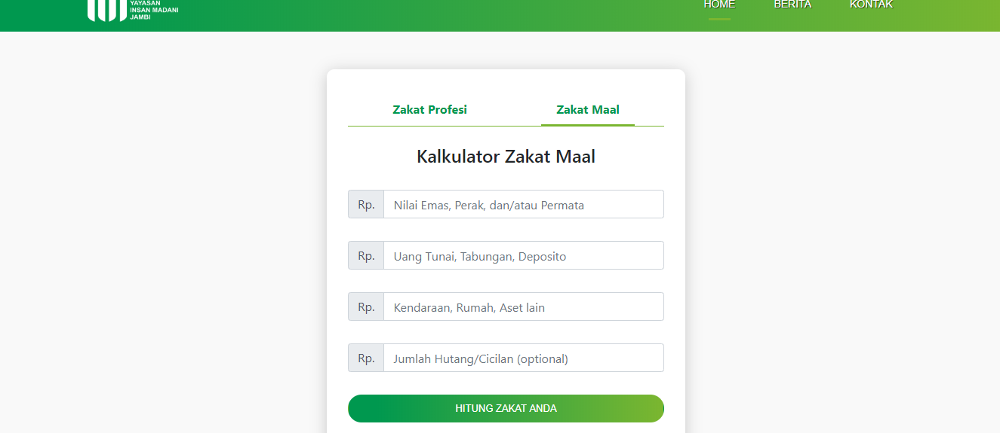 YAYASAN
INSAN MADANI
JAMBI
HOME
BERITA
KONTAK
Zakat Profesi
Zakat Maal
Kalkulator Zakat Maal
Rp. Nilai Emas, Perak, dan/atau Permata
Rp. Uang Tunai, Tabungan, Deposito
Rp. Kendaraan, Rumah, Aset lain
Rp. Jumlah Hutang/Cicilan (optional)
HITUNG ZAKAT ANDA